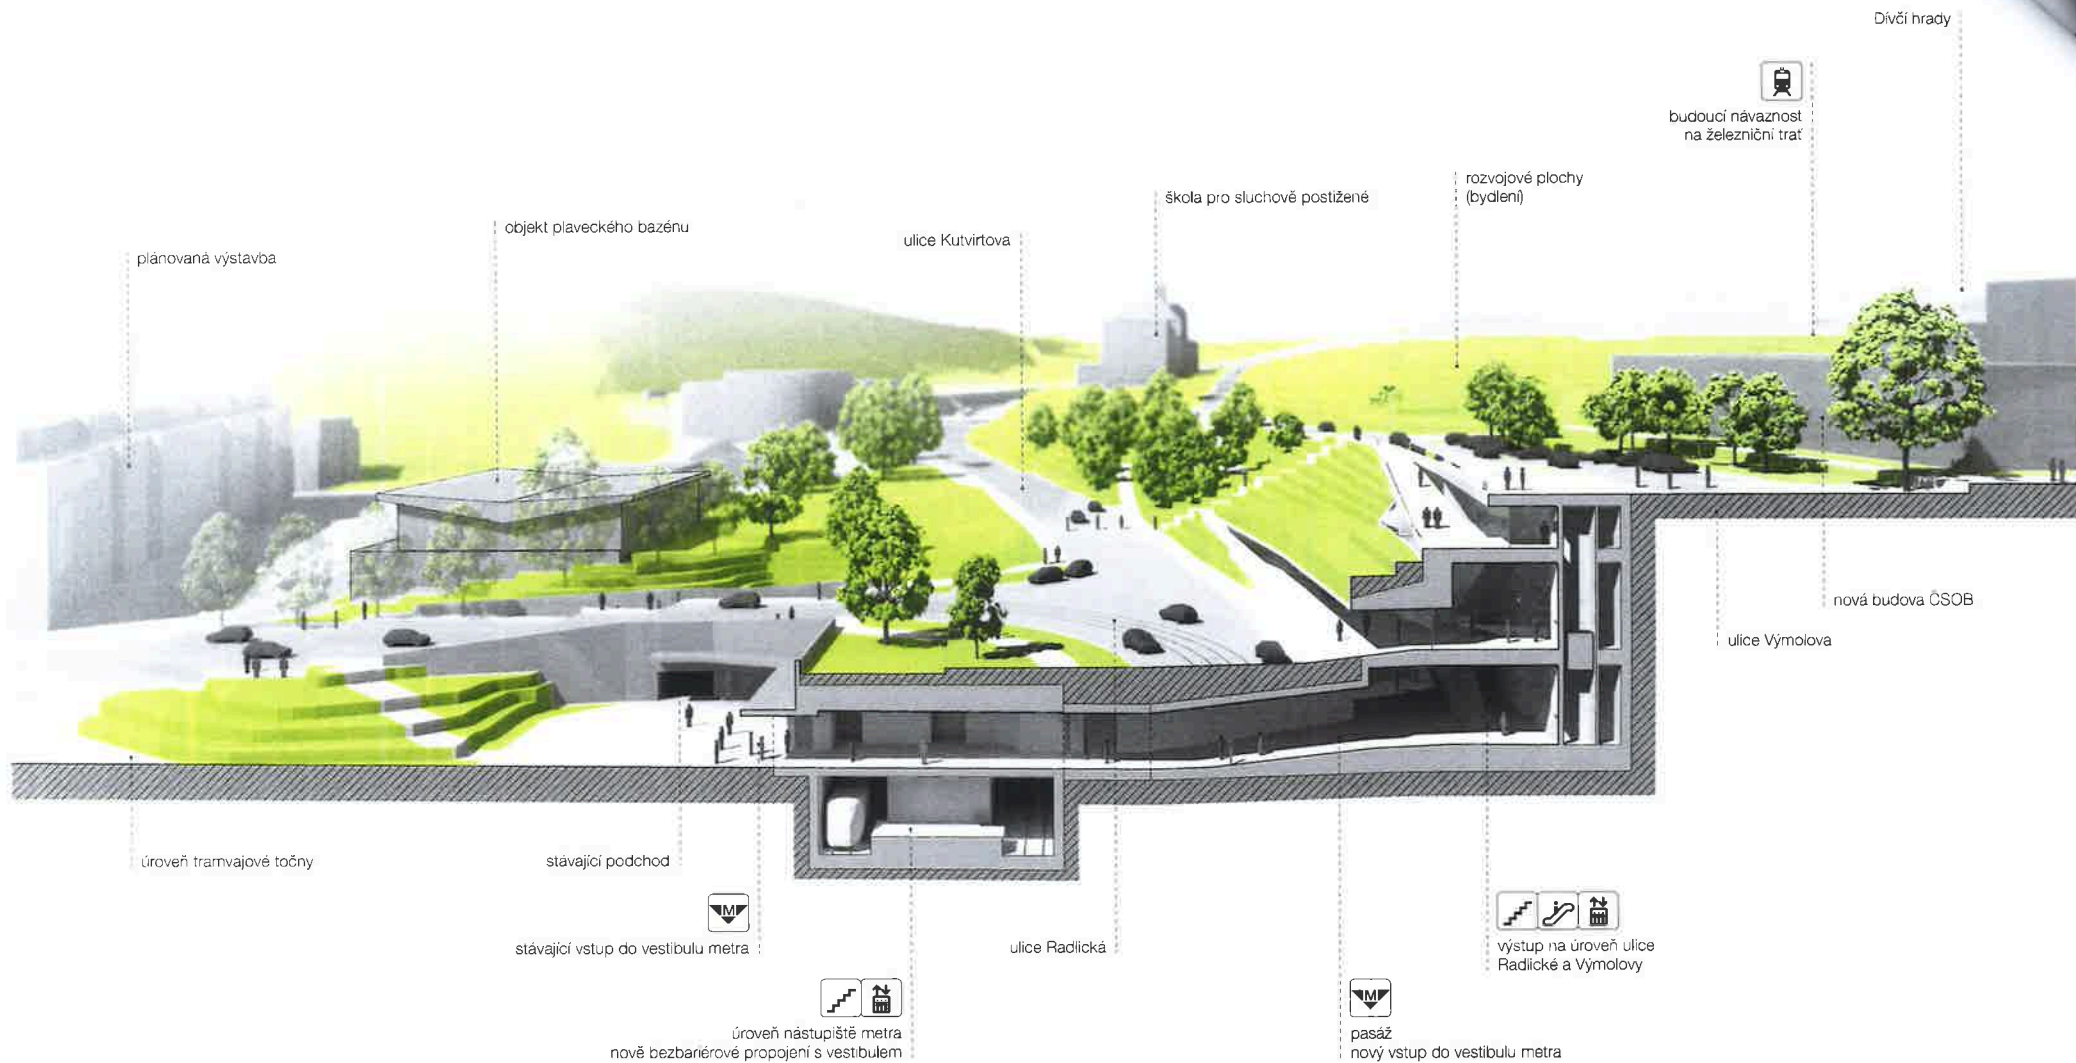 Dívčí hrady
budoucí návaznost
na železniční trať
rozvojové plochy
(bydlení)
škola pro sluchově postižené
objekt plaveckého bazénu
ulice Kutvirtova
plánovaná výstavba
nová budova ČSOB
ulice Výmolova
úroveň tramvajové točny
stávající podchod
M
stávající vstup do vestibulu metra
ulice Radlická
výstup na úroveň ulice
Radlické a Výmolovy
úroveň nástupiště metra
nově bezbariérové propojení s vestibulem
M
pasáž
nový vstup do vestibulu metra